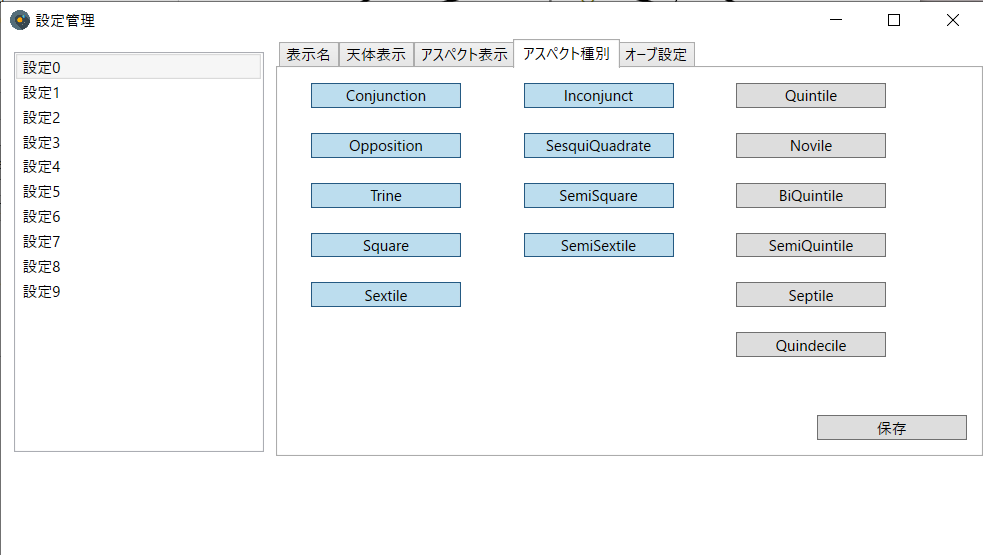 設定管理
設定0
設定1
設定2
設定3
設定4
設定5
設定6
設定7
設定8
設定9
表示名 天体表示 アスペクト表示 アスペクト種別 オーブ設定
Conjunction Inconjunct Quintile
Opposition SesquiQuadrate Novile
Trine SemiSquare BiQuintile
Square SemiSextile SemiQuintile
Sextile Septile
Quindecile
保存